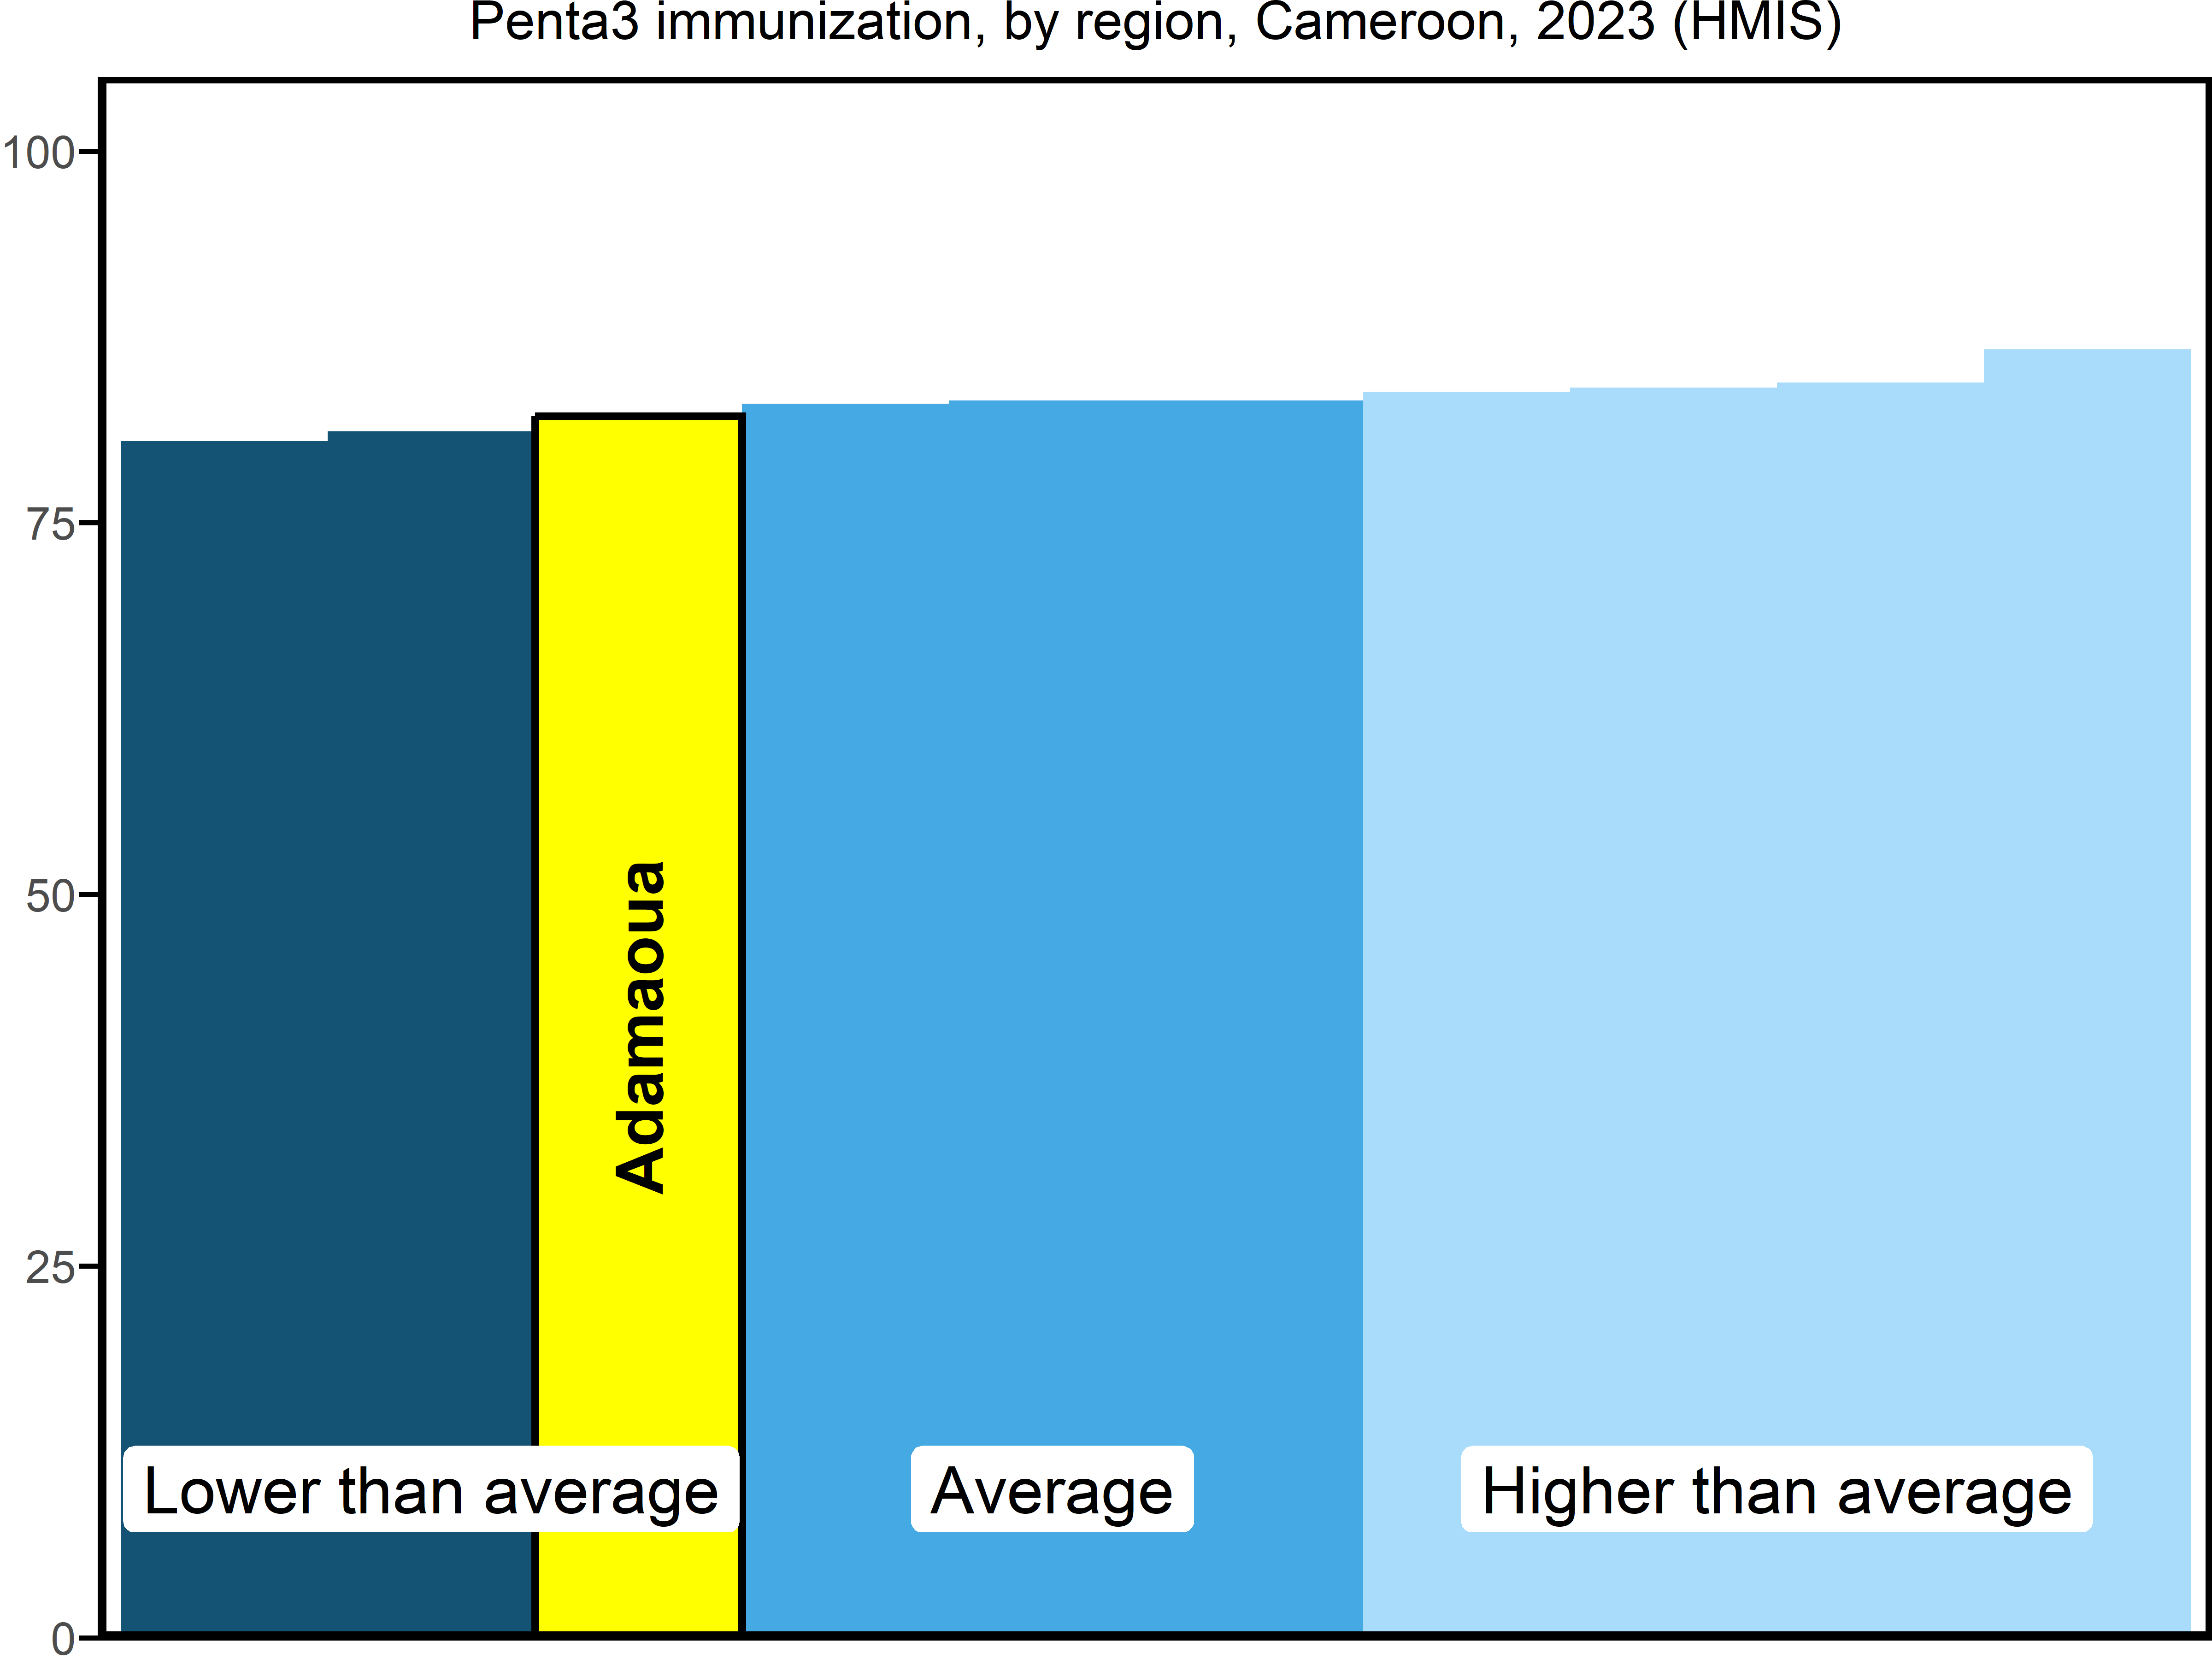 Penta3 immunization, by region, Cameroon, 2023 (HMIS)
100
75
50
25
0
Adamaoua
Lower than average
Average
Higher than average